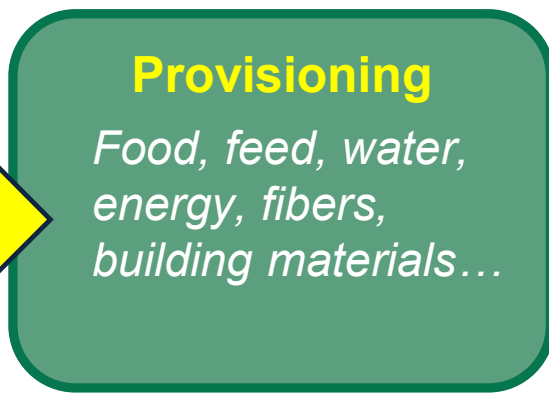 Provisioning
Food, feed, water,
energy, fibers,
building materials…